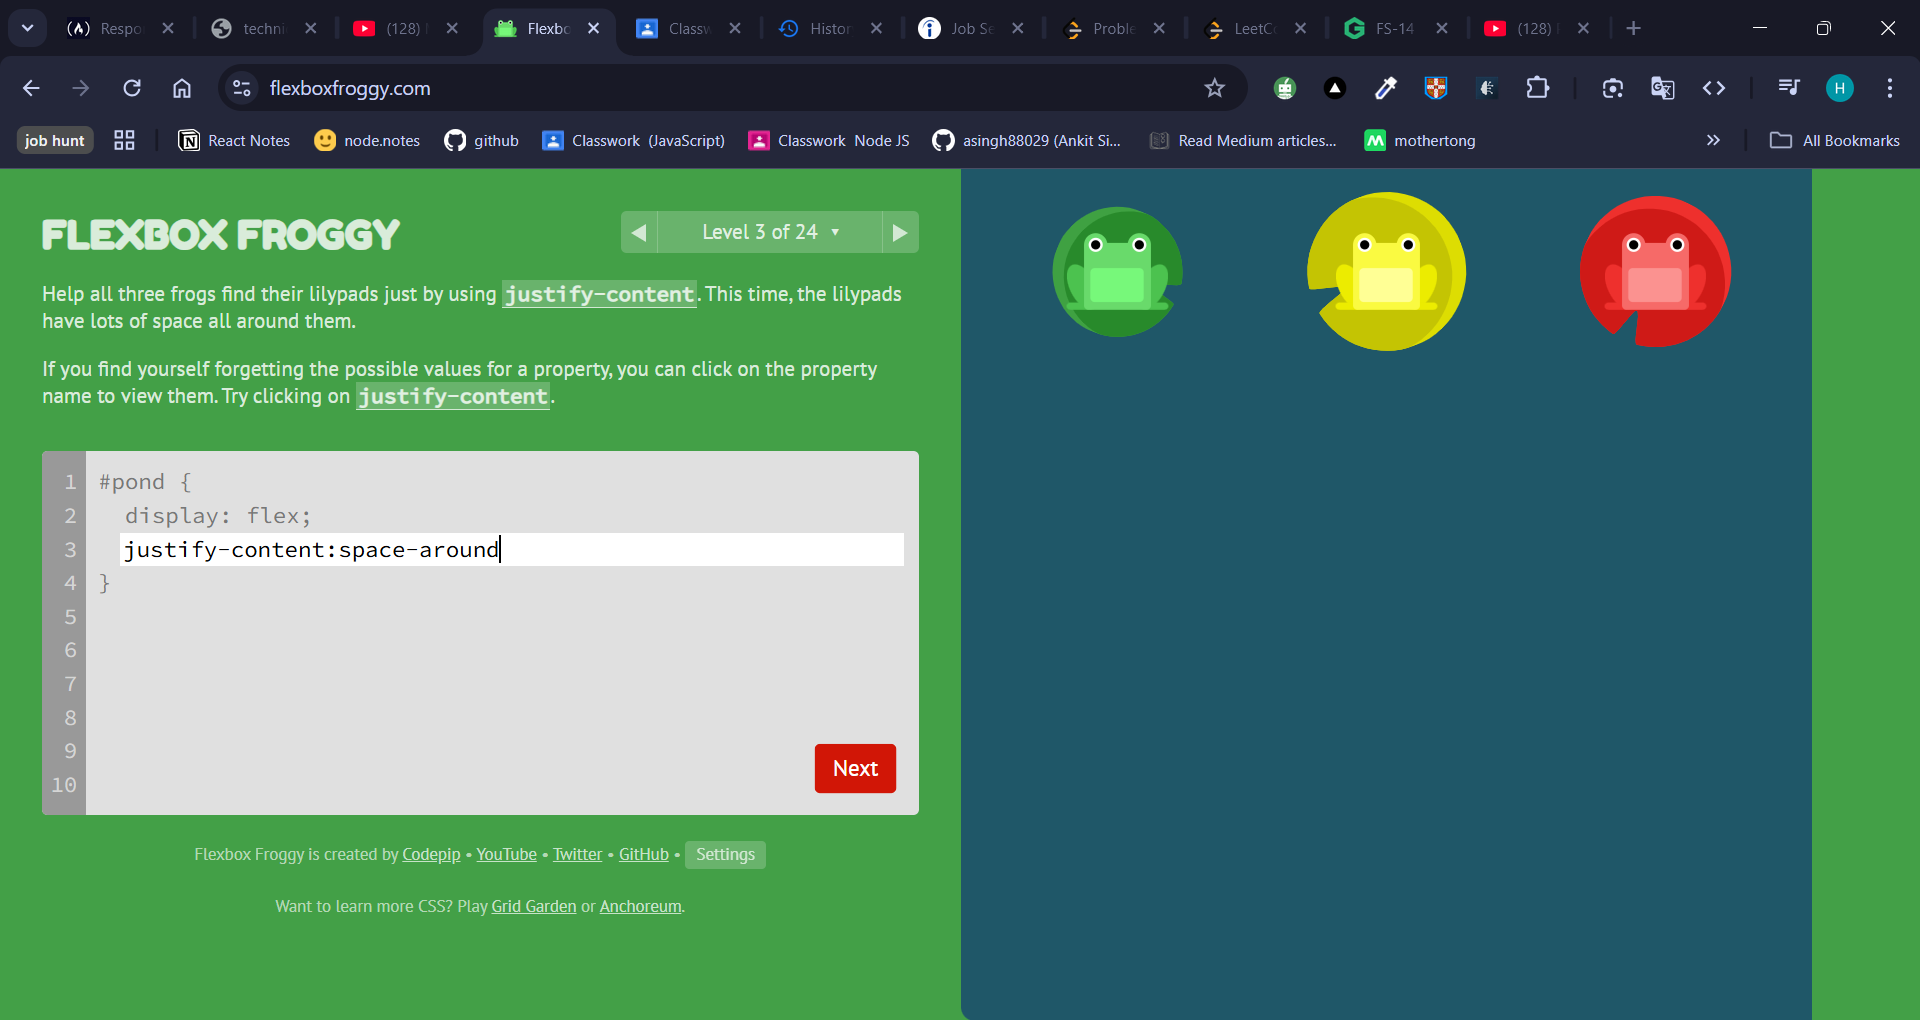 Respo
technic
(128)
Flexbo
Classw
Histor
Job Se
Proble
LeetCo
FS-14
(128)
flexboxfroggy.com
H
job hunt
React Notes
node.notes
github
Classwork (JavaScript)
Classwork Node JS
asingh88029 (Ankit Si...
Read Medium articles...
mothertong
All Bookmarks
FLEXBOX FROGGY
Level 3 of 24
Help all three frogs find their lilypads just by using justify-content. This time, the lilypads
have lots of space all around them.
If you find yourself forgetting the possible values for a property, you can click on the property
name to view them. Try clicking on justify-content.
1 #pond {
2 display: flex;
3 justify-content:space-around
4 }
5
6
7
8
9
10
Next
Flexbox Froggy is created by Codepip • YouTube • Twitter • GitHub • Settings
Want to learn more CSS? Play Grid Garden or Anchoreum.